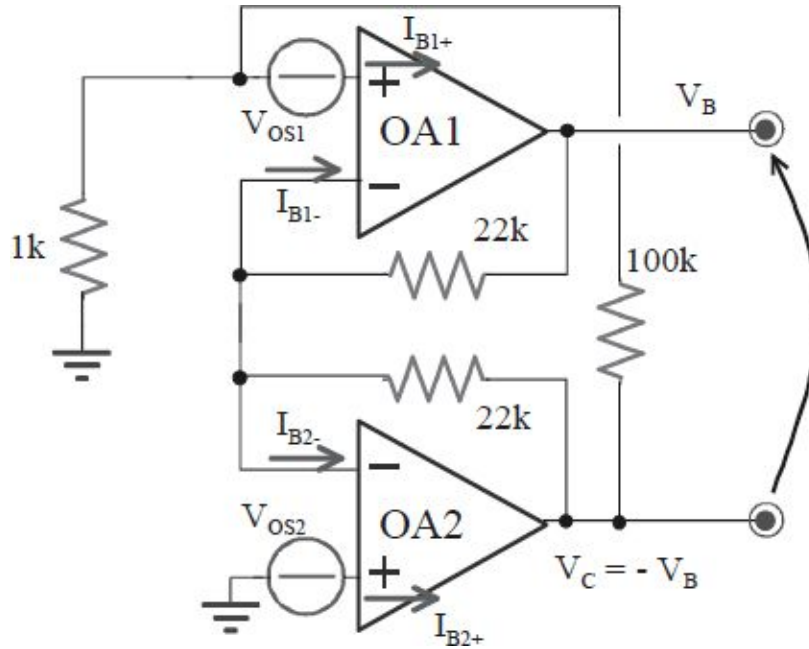 I_B1+
V_B
V_OS1
+
OA1
−
I_B1-
22k
1k
100k
22k
I_B2-
−
V_OS2
OA2
+
V_C = - V_B
I_B2+